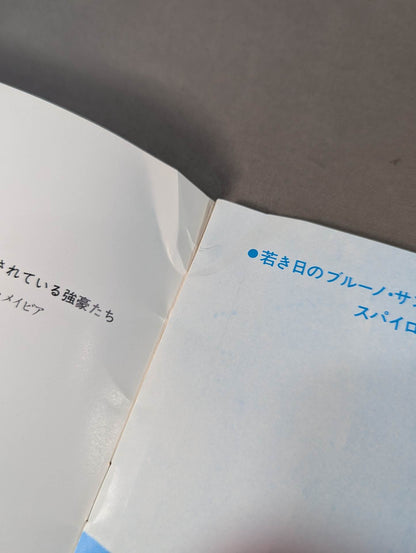 されている強豪たち
・メイビア
●若き日のブルーノ・サ
スパイロ